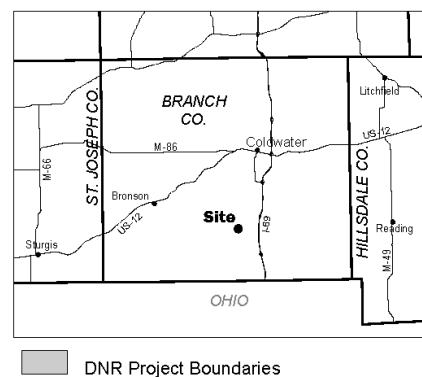 Litchfield
BRANCH
CO.
US-12
Coldwater
M-86
ST. JOSEPH CO.
HILLSDALE CO.
M-66
Bronson
US-12
Site
I-69
Reading
Sturgis
M-49
OHIO
DNR Project Boundaries